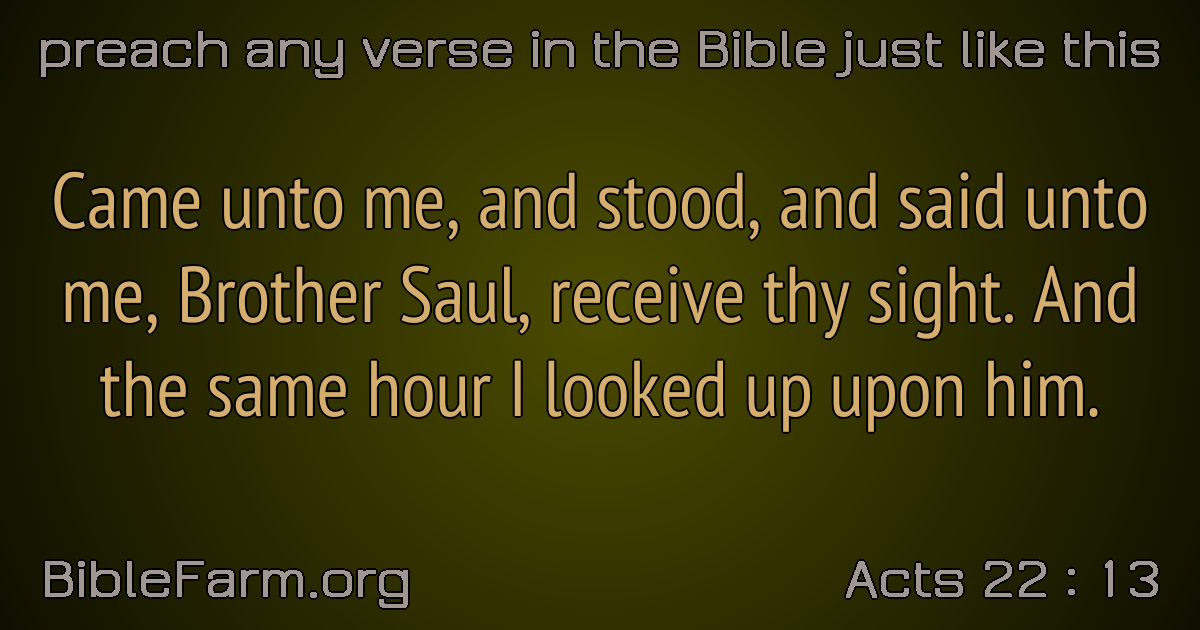 preach any verse in the Bible just like this
Came unto me, and stood, and said unto
me, Brother Saul, receive thy sight. And
the same hour I looked up upon him.
BibleFarm.org
Acts 22 : 13